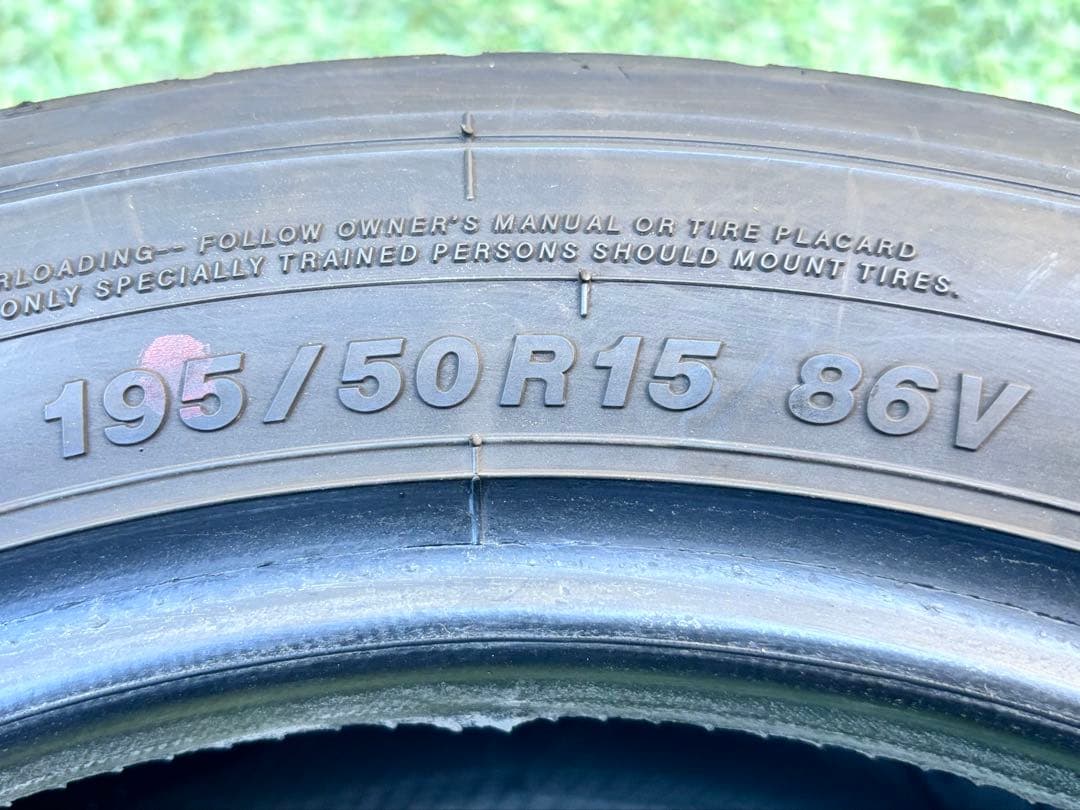 RLOADING-- FOLLOW OWNER'S MANUAL OR TIRE PLACARD
ONLY SPECIALLY TRAINED PERSONS SHOULD MOUNT TIRES.
195/50R15 86V